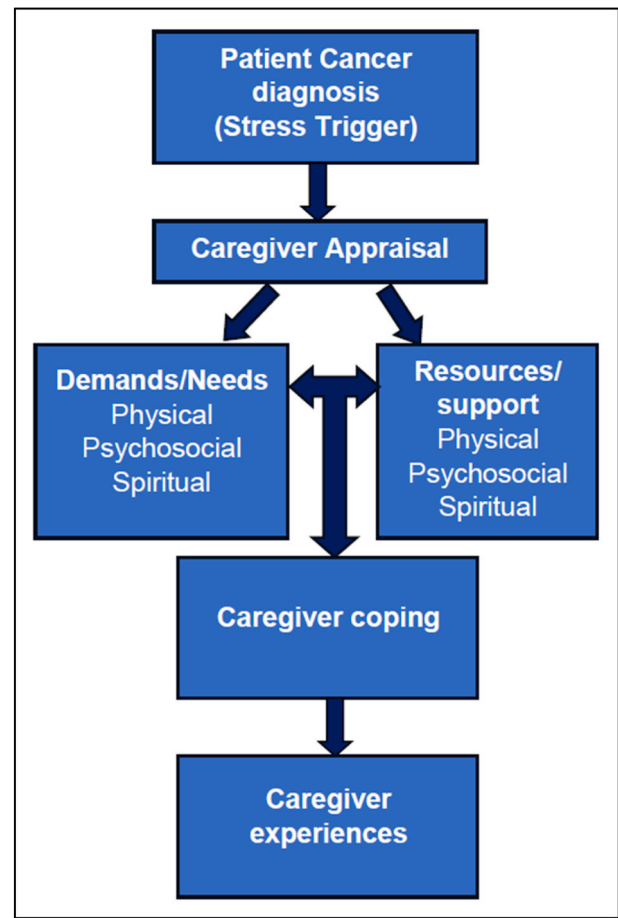 Patient Cancer
diagnosis
(Stress Trigger)
Caregiver Appraisal
Demands/Needs
Physical
Psychosocial
Spiritual
Resources/
support
Physical
Psychosocial
Spiritual
Caregiver coping
Caregiver
experiences